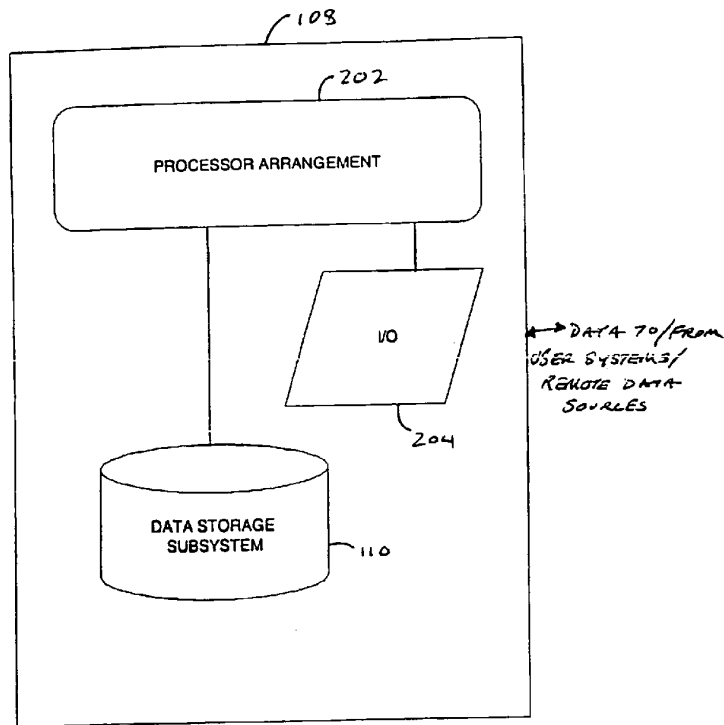 108
202
PROCESSOR ARRANGEMENT
I/O
DATA TO/FROM
USER SYSTEMS/
REMOTE DATA
SOURCES
204
DATA STORAGE
SUBSYSTEM
110